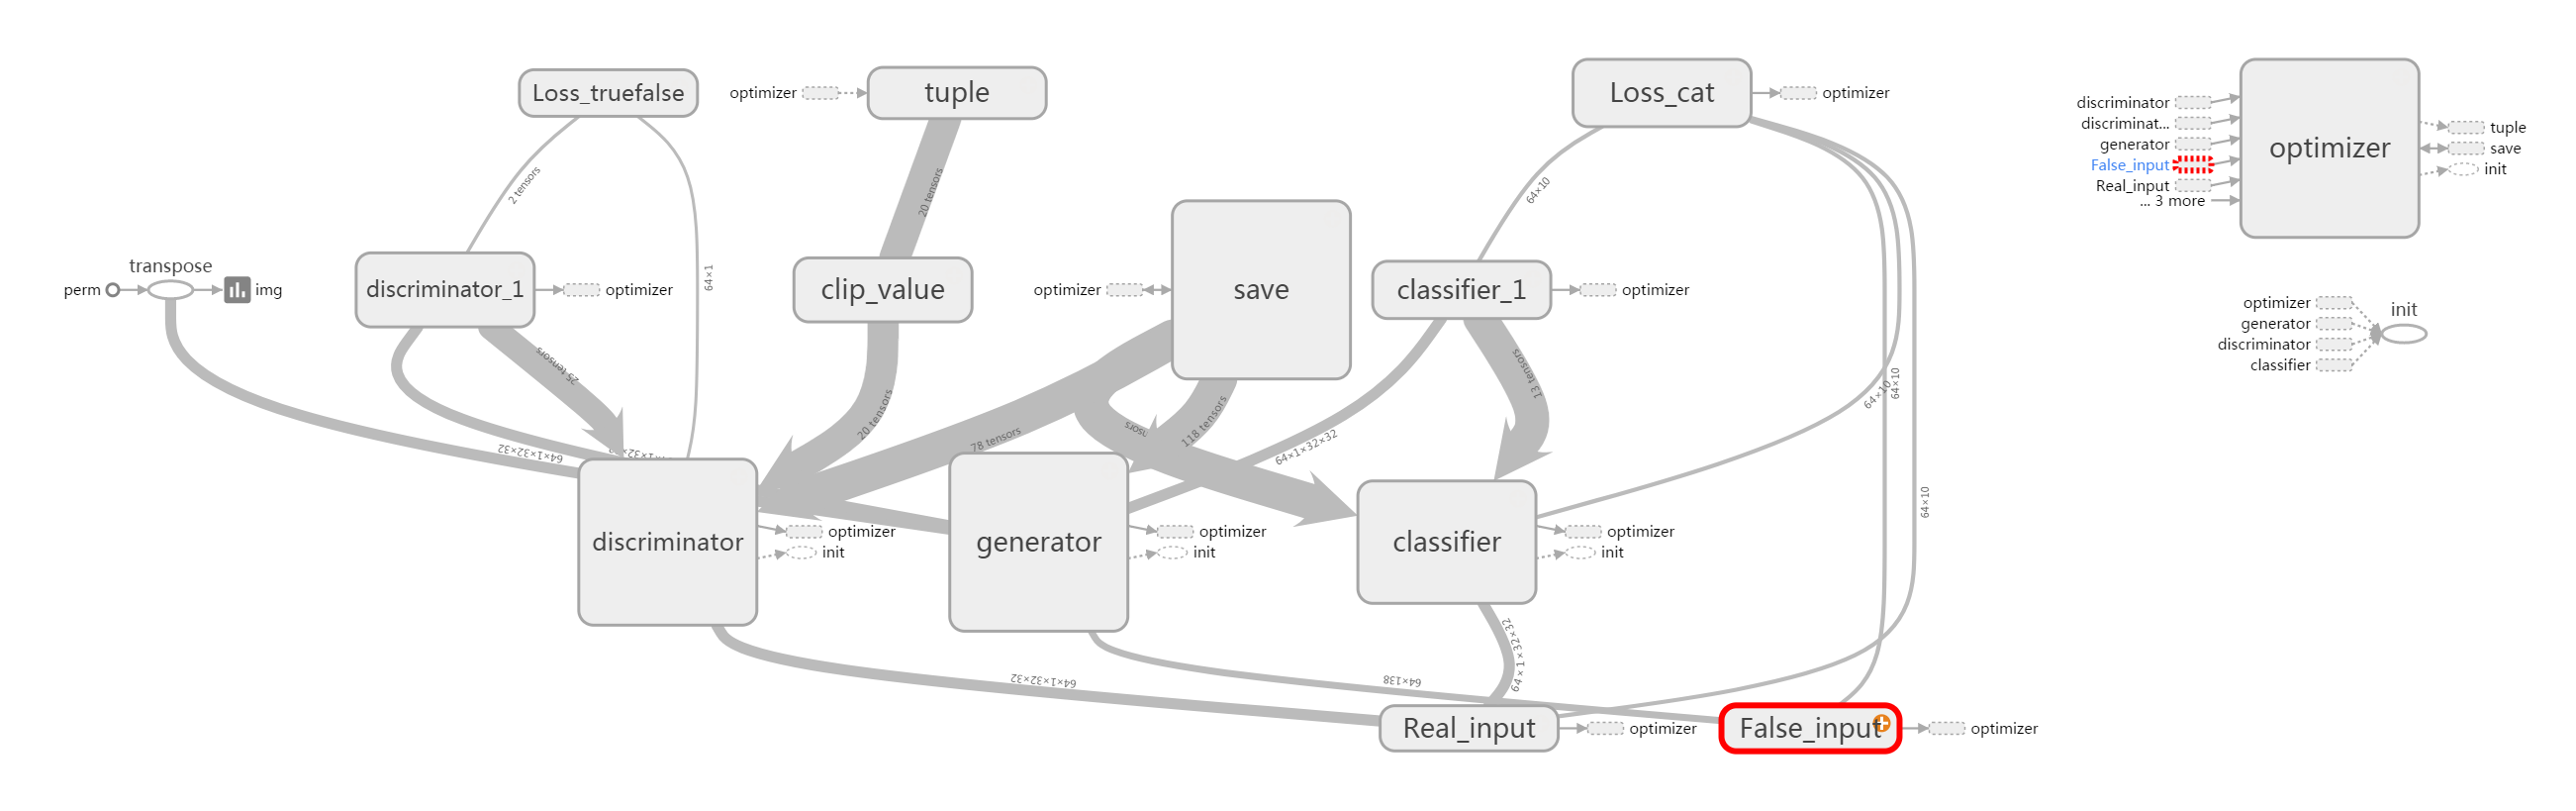 Loss_truefalse
optimizer
tuple
Loss_cat
optimizer
discriminator
discriminat...
generator
False_input
Real_input
... 3 more
optimizer
tuple
save
init
2 tensors
20 tensors
64×10
64×1
transpose
perm
img
discriminator_1
optimizer
clip_value
optimizer
save
classifier_1
optimizer
optimizer
generator
discriminator
classifier
init
25 tensors
20 tensors
78 tensors
nsors
118 tensors
64×1×32×32
13 tensors
64×10
64×10
64×10
64×1×32×32
discriminator
optimizer
init
generator
optimizer
init
classifier
optimizer
init
64×1×32×32
64×138
64×1×32×32
Real_input
optimizer
False_input
optimizer